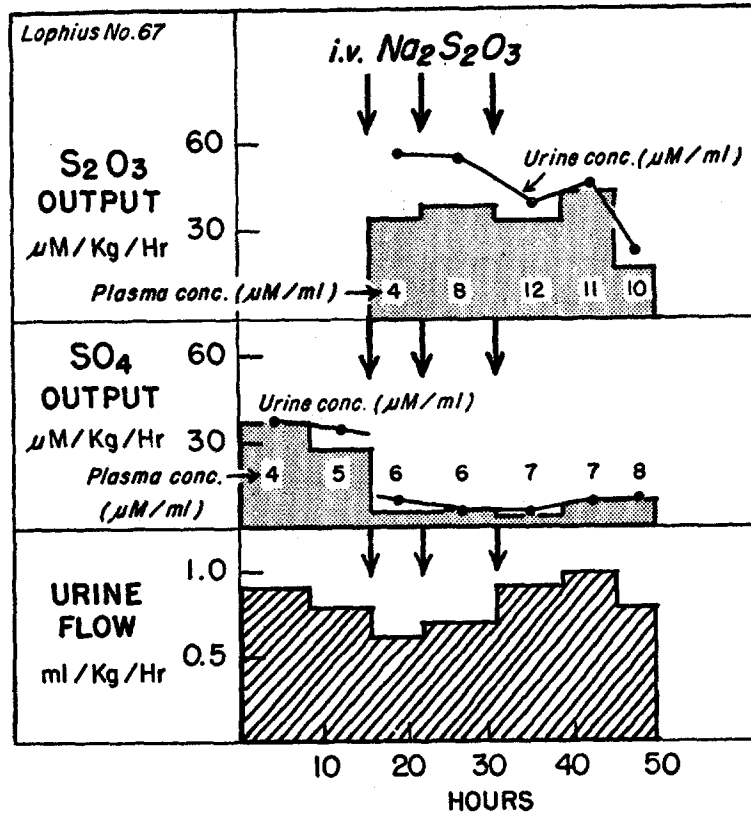 Lophius No.67
i.v. Na₂S₂O₃
S₂O₃
OUTPUT
μM/Kg/Hr
60
30
Urine conc.(μM/ml)
Plasma conc.(μM/ml)→ 4 8 12 11 10
SO₄
OUTPUT
μM/Kg/Hr
60
30
Urine conc.(μM/ml)
Plasma conc.→ 4 5 6 6 7 7 8
(μM/ml)
URINE
FLOW
ml/Kg/Hr
1.0
0.5
10 20 30 40 50
HOURS